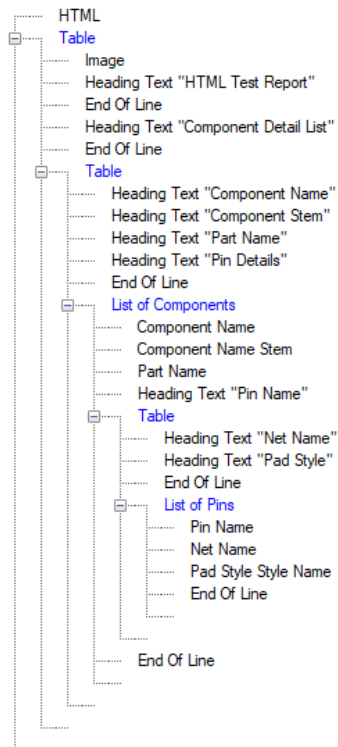 HTML
Table
Image
Heading Text "HTML Test Report"
End Of Line
Heading Text "Component Detail List"
End Of Line
Table
Heading Text "Component Name"
Heading Text "Component Stem"
Heading Text "Part Name"
Heading Text "Pin Details"
End Of Line
List of Components
Component Name
Component Name Stem
Part Name
Heading Text "Pin Name"
Table
Heading Text "Net Name"
Heading Text "Pad Style"
End Of Line
List of Pins
Pin Name
Net Name
Pad Style Style Name
End Of Line
End Of Line